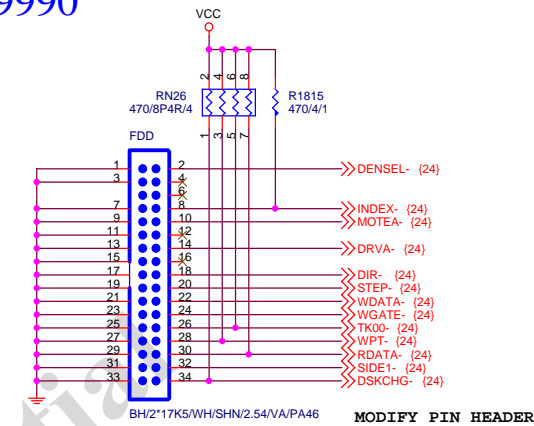 9990
VCC
2 4 6 8
RN26 R1815
470/8P4R/4 470/4/1
1 3 5 7
FDD
1 2 DENSEL- {24}
3 4
6
7 8 INDEX- {24}
9 10 MOTEA- {24}
11 12
13 14 DRVA- {24}
15 16
17 18 DIR- {24}
19 20 STEP- {24}
21 22 WDATA- {24}
23 24 WGATE- {24}
25 26 TK00- {24}
27 28 WPT- {24}
29 30 RDATA- {24}
31 32 SIDE1- {24}
33 34 DSKCHG- {24}
BH/2*17K5/WH/SHN/2.54/VA/PA46
MODIFY PIN HEADER
tial